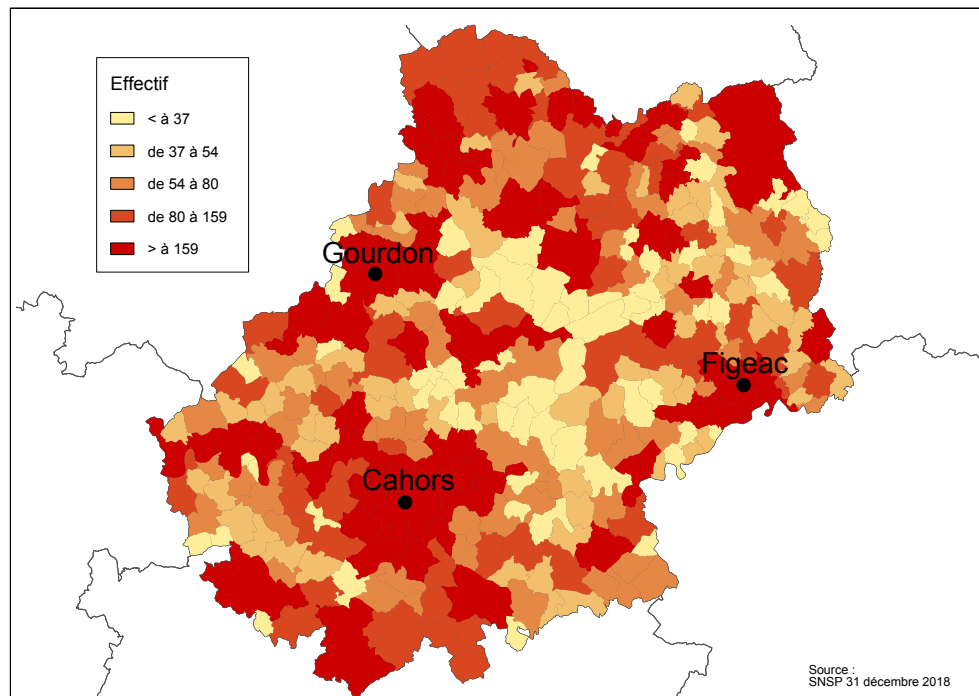 Effectif
< à 37
de 37 à 54
de 54 à 80
de 80 à 159
> à 159
Gourdon
Figeac
Cahors
Source :
SNSP 31 décembre 2018